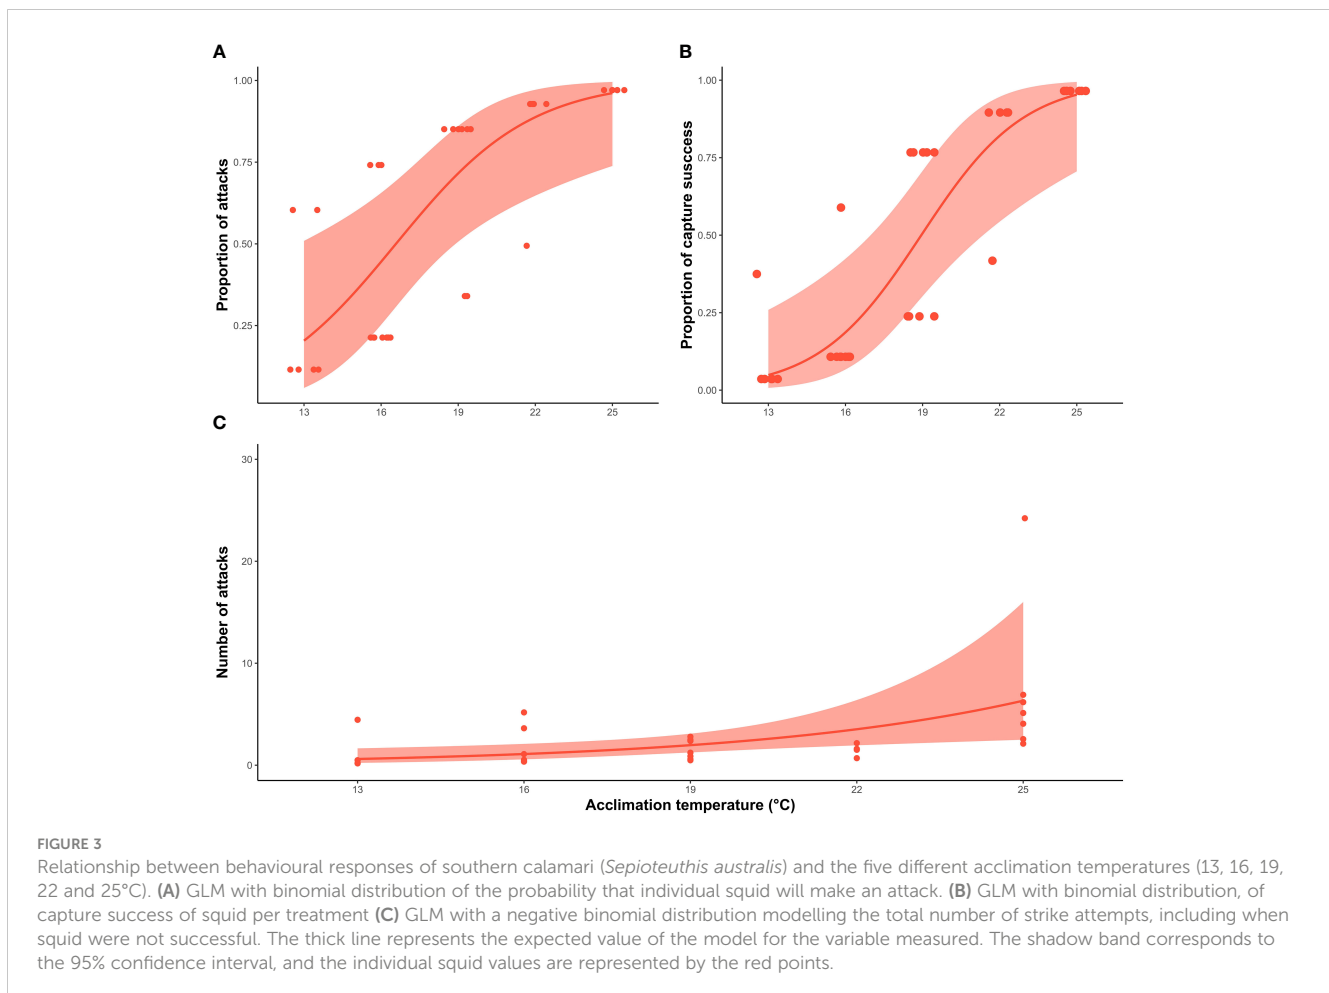 A
B
1.00
0.75
0.50
0.25
Proportion of attacks
13 16 19 22 25
1.00
0.75
0.50
0.25
0.00
Proportion of capture susccess
13 16 19 22 25
C
30
20
10
0
Number of attacks
13 16 19 22 25
Acclimation temperature (°C)
FIGURE 3
Relationship between behavioural responses of southern calamari (Sepioteuthis australis) and the five different acclimation temperatures (13, 16, 19,
22 and 25°C). (A) GLM with binomial distribution of the probability that individual squid will make an attack. (B) GLM with binomial distribution, of
capture success of squid per treatment (C) GLM with a negative binomial distribution modelling the total number of strike attempts, including when
squid were not successful. The thick line represents the expected value of the model for the variable measured. The shadow band corresponds to
the 95% confidence interval, and the individual squid values are represented by the red points.